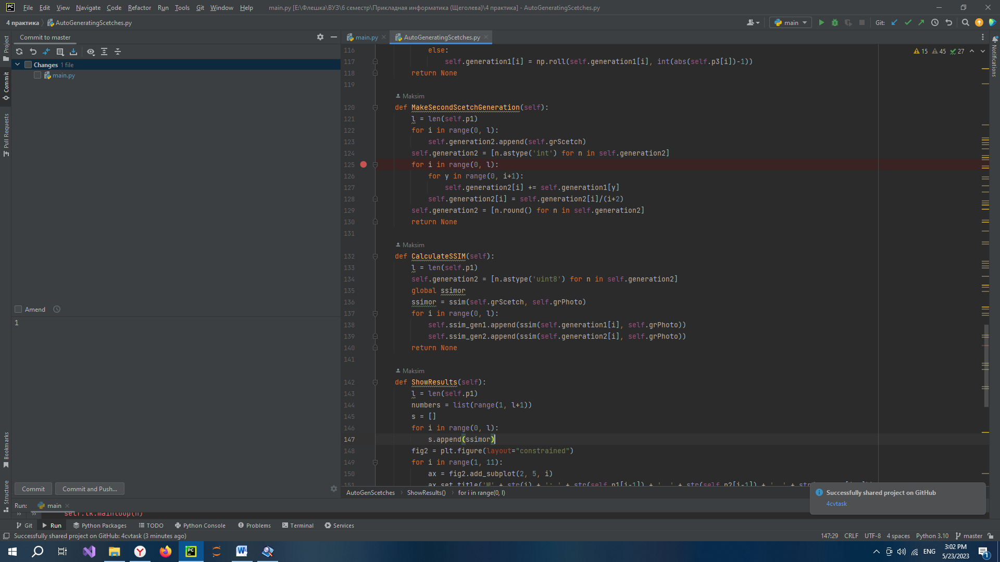 File Edit View Navigate Code Refactor Run Tools Git Window Help main.py [E:\Флешка\ВУЗ\6 семестр\Прикладная информатика (Щеголева)\4 практика] - AutoGeneratingScetches.py
4 практика AutoGeneratingScetches.py main Git:
Commit to master
main.py AutoGeneratingScetches.py
15 45 27
Changes 1 file
main.py
Amend
1
Commit Commit and Push...
Project
Commit
Pull Requests
Bookmarks
Structure
Notifications
116 else:
117 self.generation1[i] = np.roll(self.generation1[i], int(abs(self.p3[i])-1))
118 return None
119
Maksim
120 def MakeSecondScetchGeneration(self):
121 l = len(self.p1)
122 for i in range(0, l):
123 self.generation2.append(self.grScetch)
124 self.generation2 = [n.astype('int') for n in self.generation2]
125 for i in range(0, l):
126 for y in range(0, i+1):
127 self.generation2[i] += self.generation1[y]
128 self.generation2[i] = self.generation2[i]/(i+2)
129 self.generation2 = [n.round() for n in self.generation2]
130 return None
131
Maksim
132 def CalculateSSIM(self):
133 l = len(self.p1)
134 self.generation2 = [n.astype('uint8') for n in self.generation2]
135 global ssimor
136 ssimor = ssim(self.grScetch, self.grPhoto)
137 for i in range(0, l):
138 self.ssim_gen1.append(ssim(self.generation1[i], self.grPhoto))
139 self.ssim_gen2.append(ssim(self.generation2[i], self.grPhoto))
140 return None
141
Maksim
142 def ShowResults(self):
143 l = len(self.p1)
144 numbers = list(range(1, l+1))
145 s = []
146 for i in range(0, l):
147 s.append(ssimor)
148 fig2 = plt.figure(layout="constrained")
149 for i in range(1, 11):
150 ax = fig2.add_subplot(2, 5, i)
151 ax.set_title('№' + str(i) + ': ' + str(self.p1[i-1]) + ', ' + str(self.p2[i-1]) + ', ' +
AutoGenScetches ShowResults() for i in range(0, l)
Successfully shared project on GitHub
4cvtask
Run: main
self.tk.mainloop(n)
Git Run Python Packages TODO Python Console Problems Terminal Services
Successfully shared project on GitHub: 4cvtask (3 minutes ago) 147:29 CRLF UTF-8 4 spaces Python 3.10 master
ENG 3:02 PM
5/23/2023
1